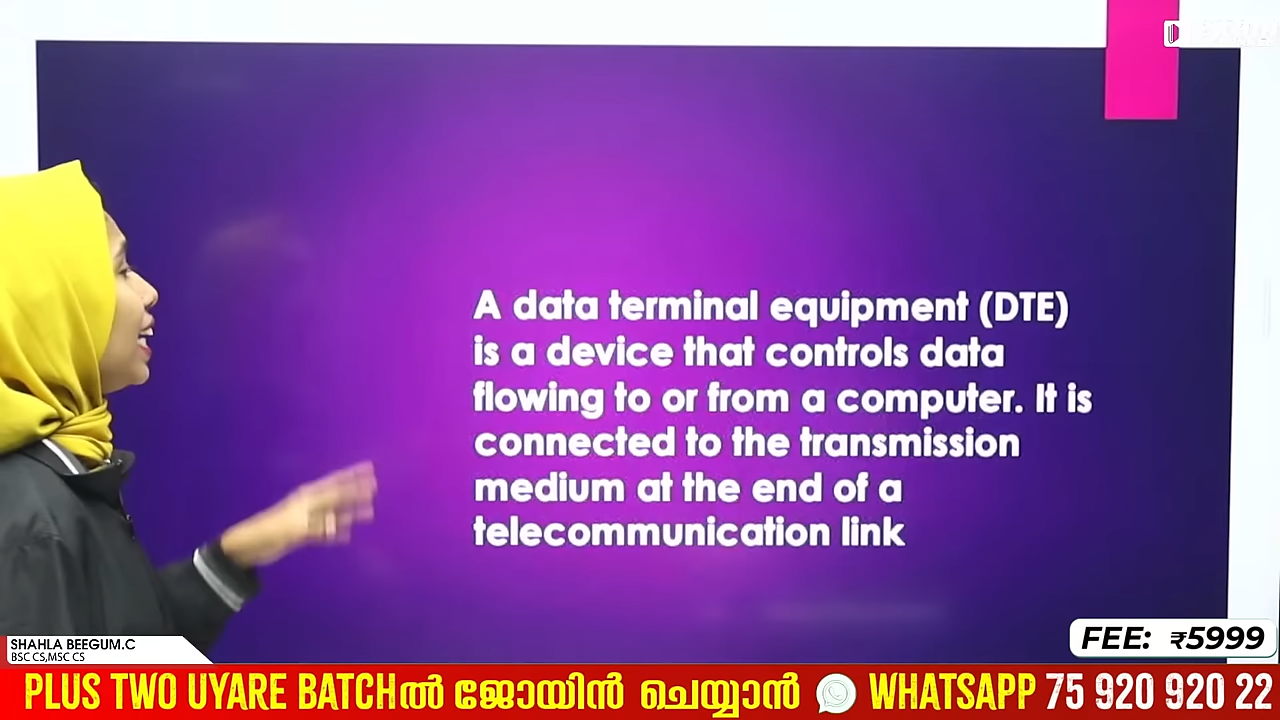 A data terminal equipment (DTE)
is a device that controls data
flowing to or from a computer. It is
connected to the transmission
medium at the end of a
telecommunication link
SHAHLA BEEGUM.C
BSC CS,MSC CS
FEE: ₹5999
PLUS TWO UYARE BATCHൽ ജോയിൻ ചെയ്യാൻ WHATSAPP 75 920 920 22